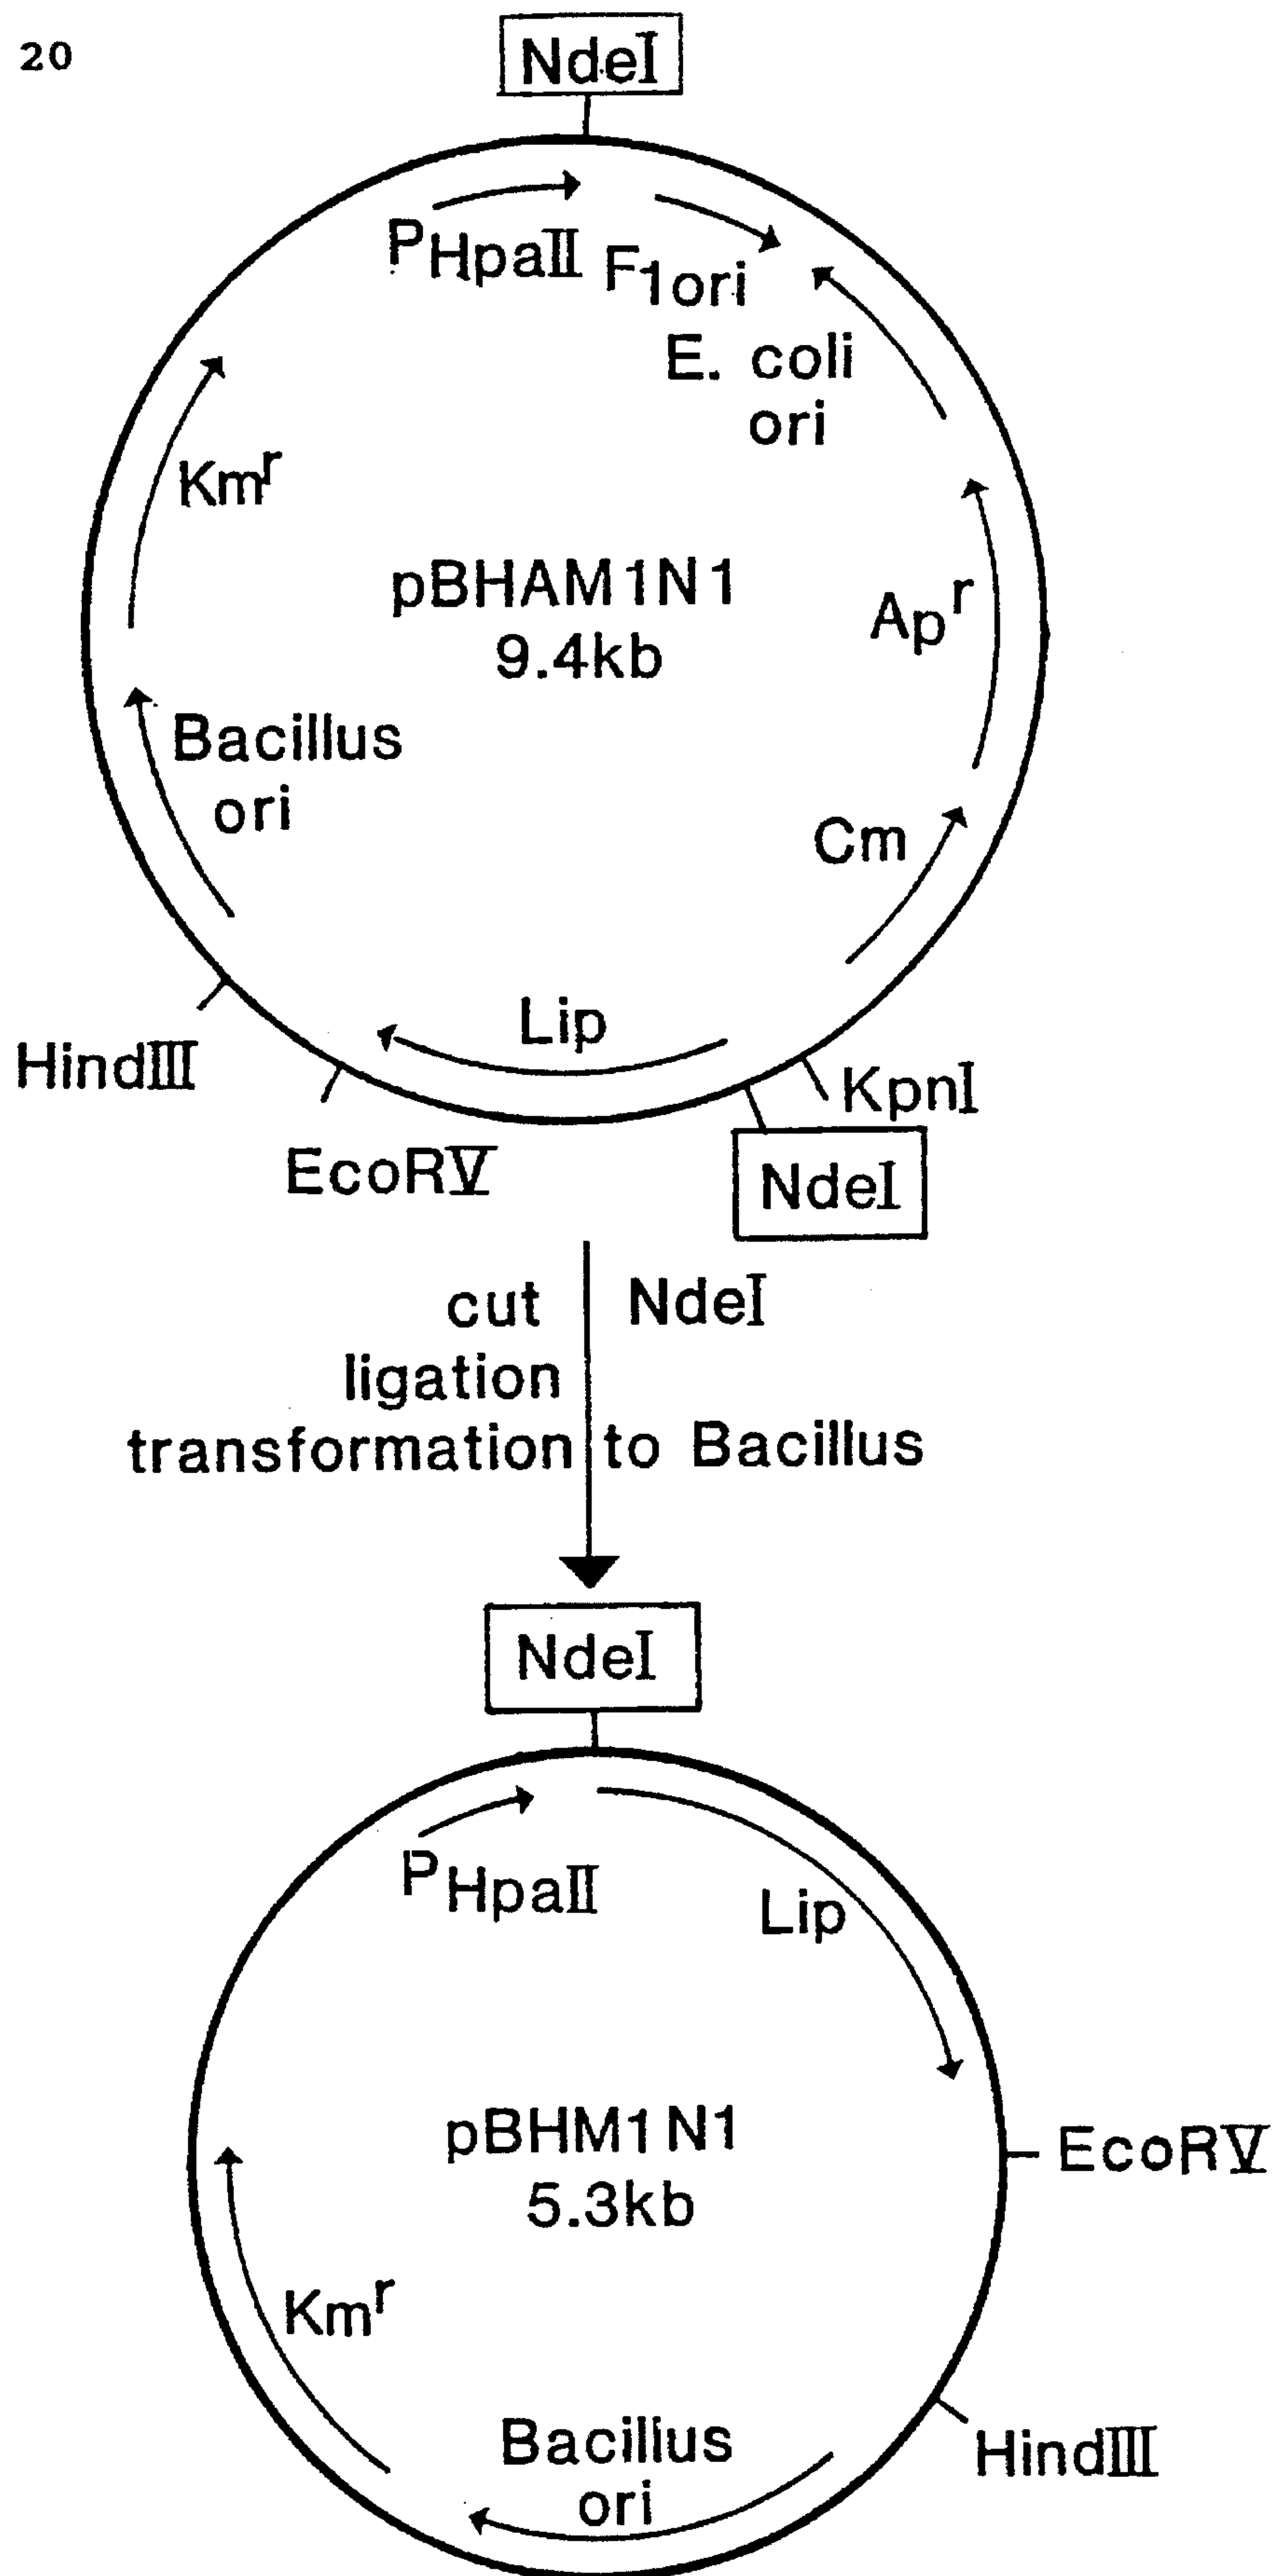 20
NdeI
PHpaII
F1ori
E. coli
ori
Kmr
pBHAM1N1
9.4kb
Apr
Bacillus
ori
Cm
Lip
HindIII
KpnI
EcoRV
NdeI
cut NdeI
ligation
transformation to Bacillus
NdeI
PHpaII
Lip
pBHM1N1
5.3kb
EcoRV
Kmr
Bacillus
ori
HindIII